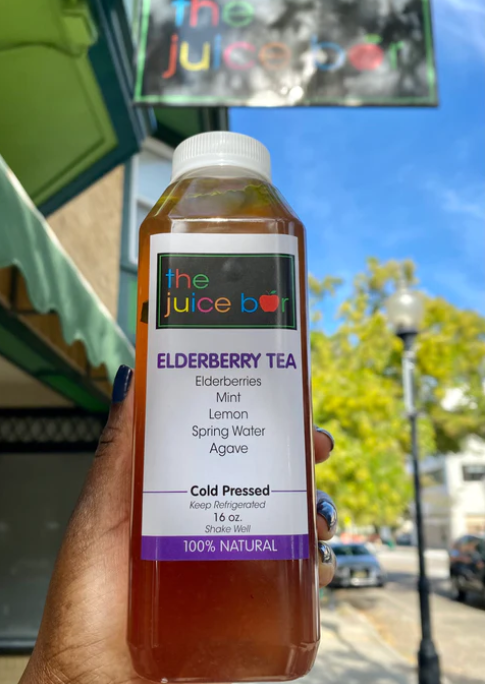 the
juice bar
the
juice bar
ELDERBERRY TEA
Elderberries
Mint
Lemon
Spring Water
Agave
Cold Pressed
Keep Refrigerated
16 oz.
Shake Well
100% NATURAL